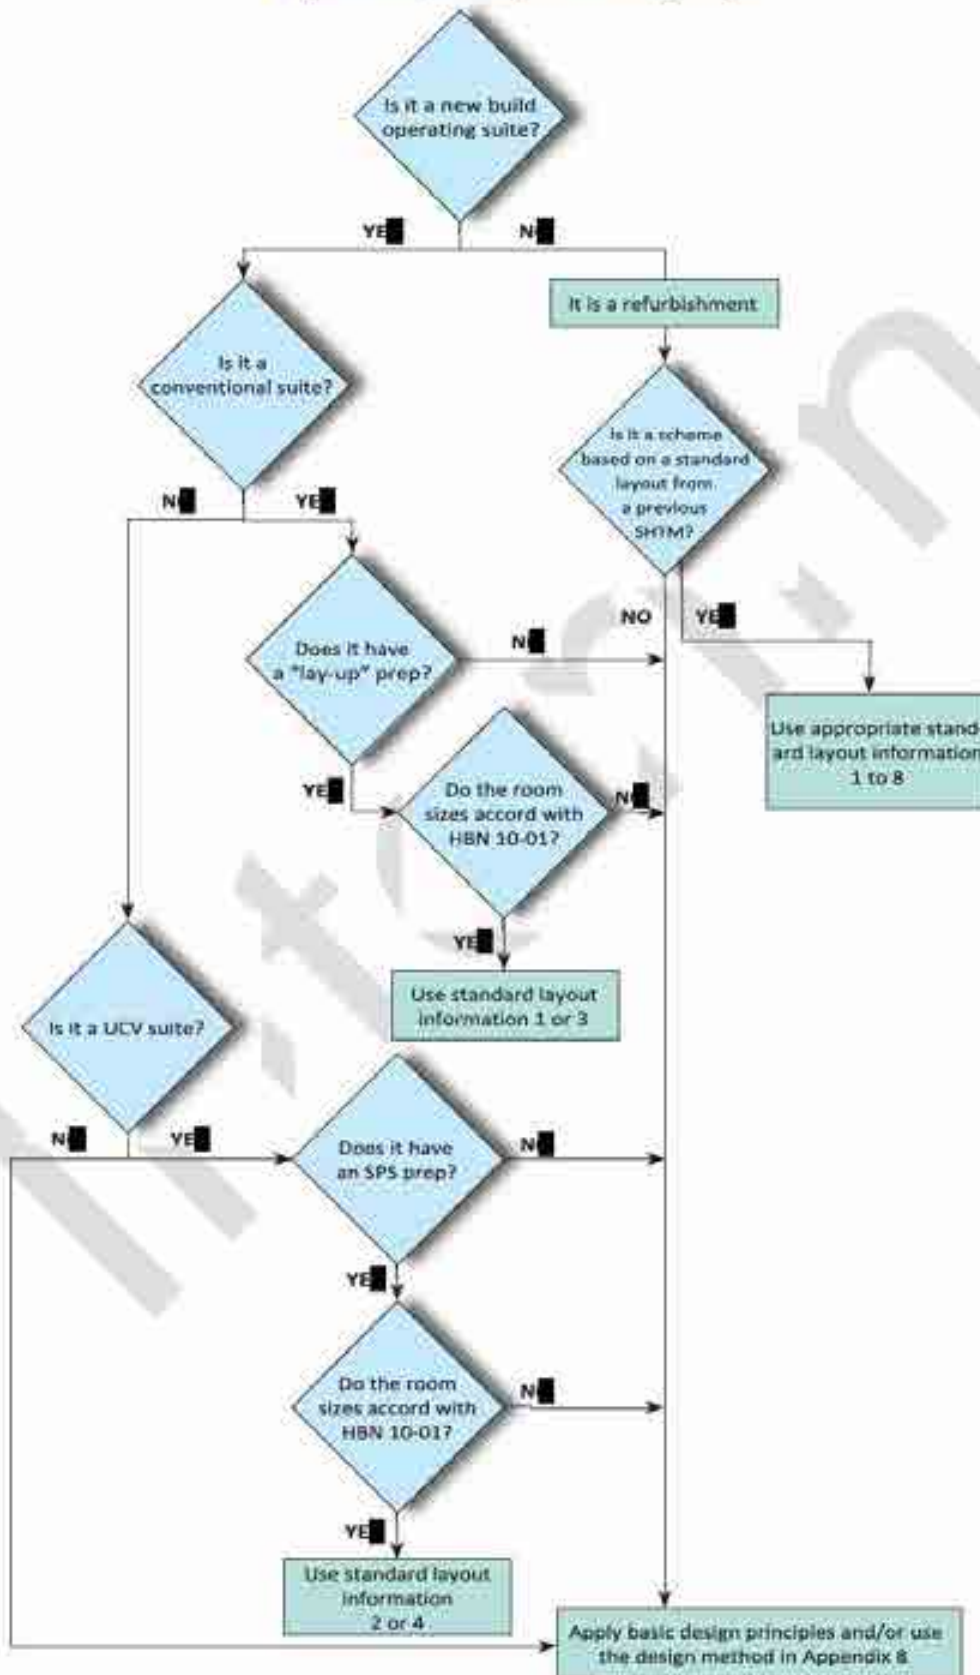 Is it a new build
operating suite?
YE
N
It is a refurbishment
Is it a
conventional suite?
Is it a scheme
based on a standard
layout from
a previous
SHTM?
N
YE
NO
YE
Does it have
a "lay-up" prep?
N
Use appropriate stand-
ard layout information
1 to 8
YE
Do the room
sizes accord with
HBN 10-01?
N
YE
Use standard layout
information 1 or 3
Is it a UCV suite?
N
YE
Does it have
an SPS prep?
N
YE
Do the room
sizes accord with
HBN 10-01?
N
YE
Use standard layout
information
2 or 4
Apply basic design principles and/or use
the design method in Appendix 8